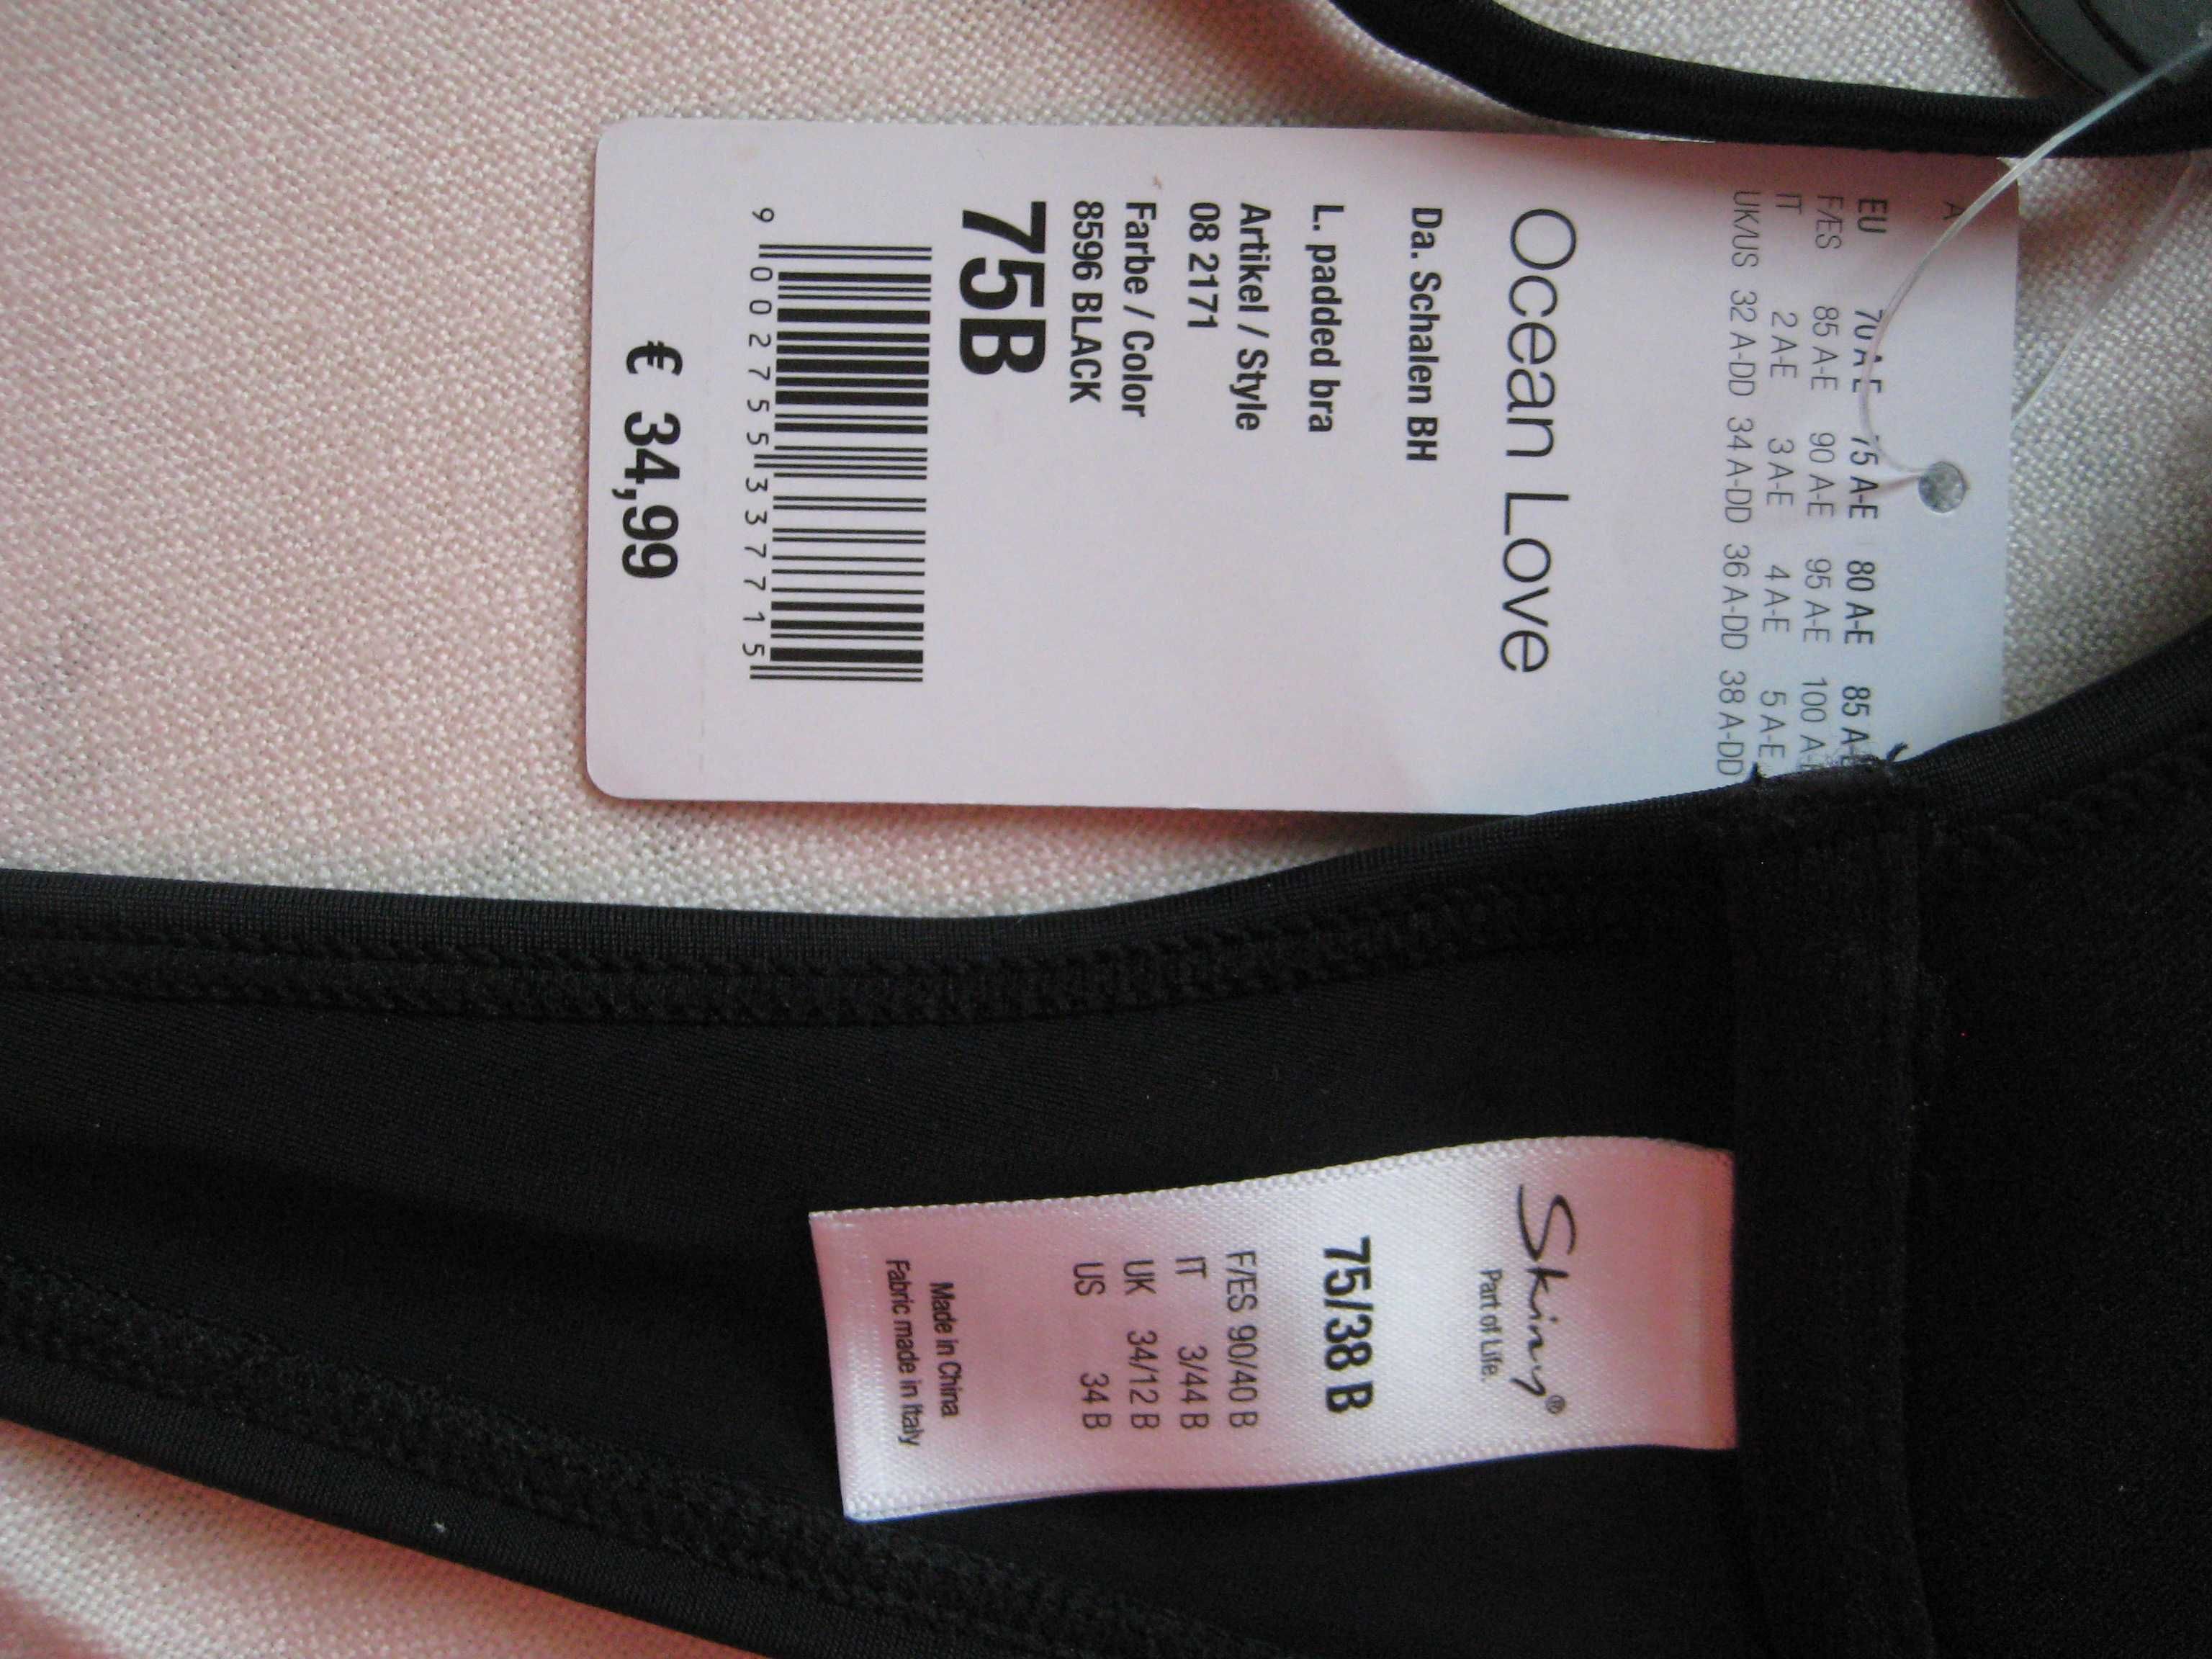 A
EU 70 A-E 75 A-E 80 A-E 85 A-E
F/ES 85 A-E 90 A-E 95 A-E 100 A-E
IT 2 A-E 3 A-E 4 A-E 5 A-E
UK/US 32 A-DD 34 A-DD 36 A-DD 38 A-DD
Ocean Love
Da. Schalen BH
L. padded bra
Artikel / Style
08 2171
Farbe / Color
8596 BLACK
75B
9 002755 337715
€ 34,99
Skiny®
Part of Life.
75/38 B
F/ES 90/40 B
IT 3/44 B
UK 34/12 B
US 34 B
Made in China
Fabric made in Italy